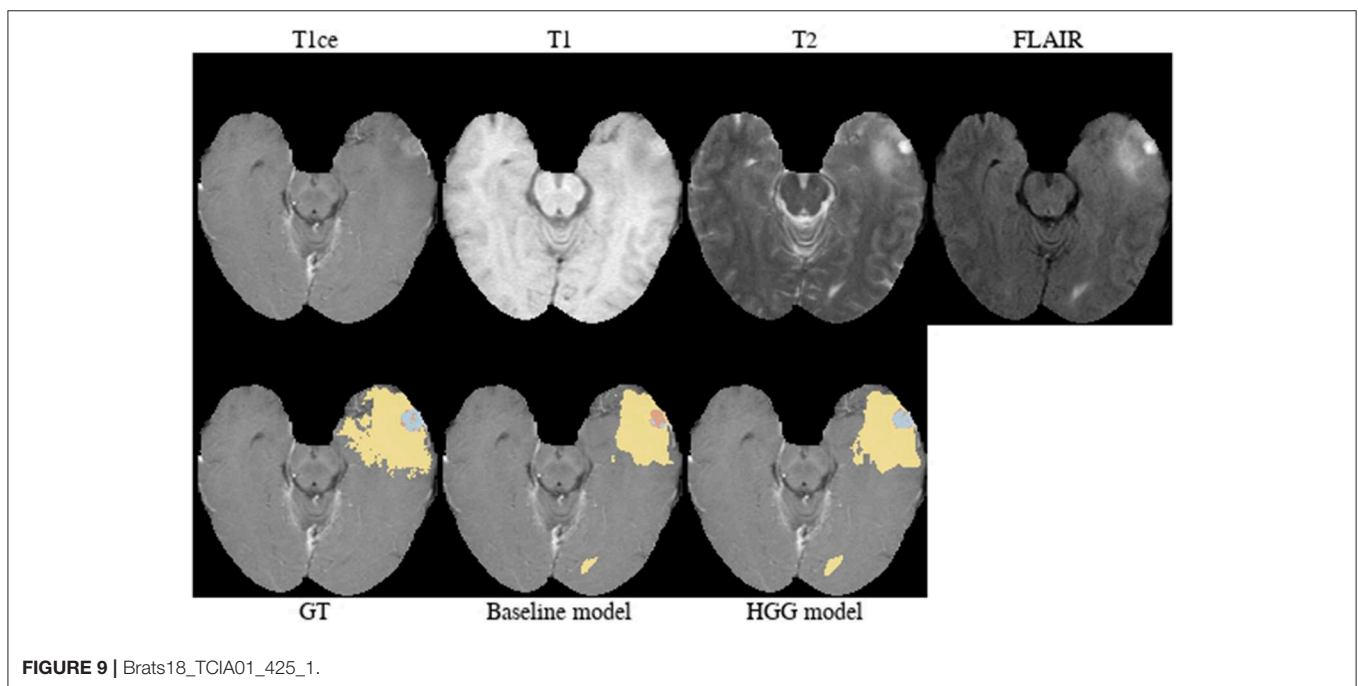 T1ce T1 T2 FLAIR
GT Baseline model HGG model
FIGURE 9 | Brats18_TCIA01_425_1.